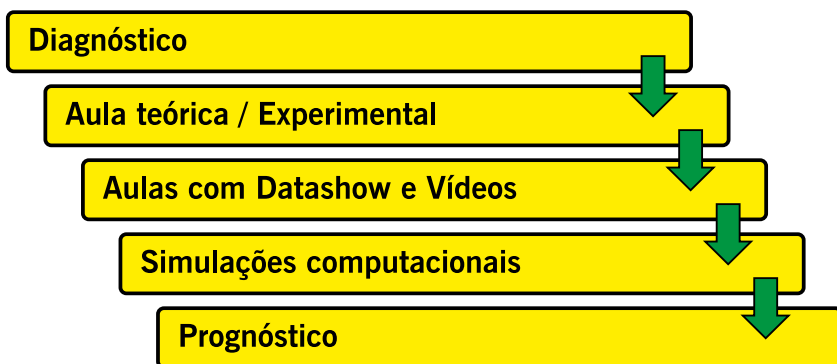 Diagnóstico
Aula teórica / Experimental
Aulas com Datashow e Vídeos
Simulações computacionais
Prognóstico